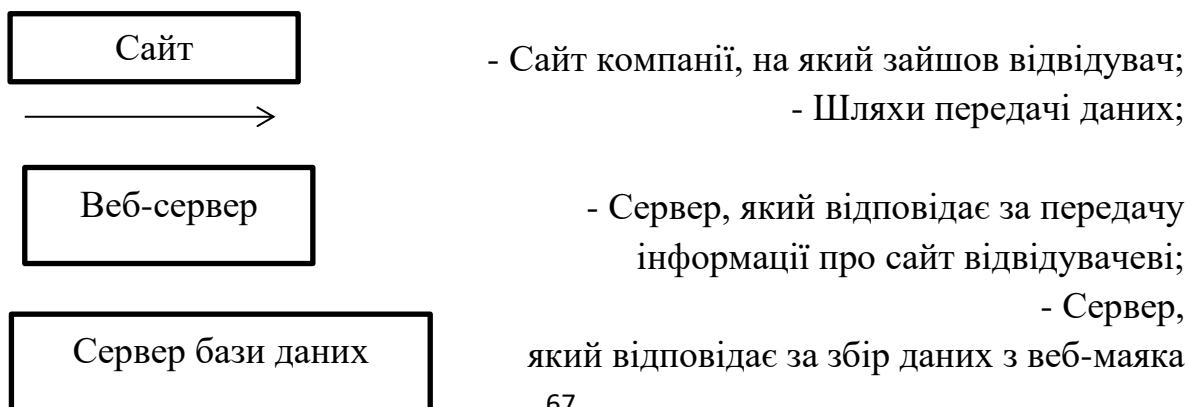 Сайт
- Сайт компанії, на який зайшов відвідувач;
- Шляхи передачі даних;
Веб-сервер
- Сервер, який відповідає за передачу
інформації про сайт відвідувачеві;
- Сервер,
Сервер бази даних
який відповідає за збір даних з веб-маяка
67